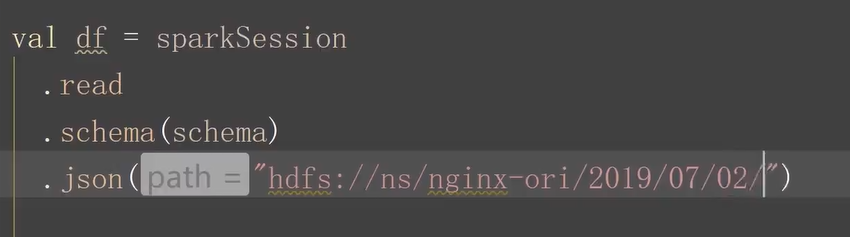 val df = sparkSession
.read
.schema(schema)
.json(path = "hdfs://ns/nginx-ori/2019/07/02/")